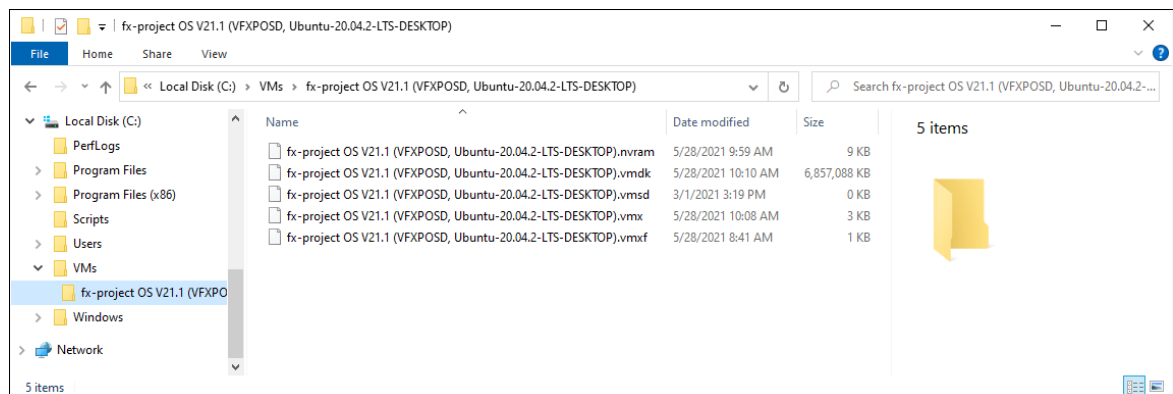 fx-project OS V21.1 (VFXPOSD, Ubuntu-20.04.2-LTS-DESKTOP)
File Home Share View
« Local Disk (C:) › VMs › fx-project OS V21.1 (VFXPOSD, Ubuntu-20.04.2-LTS-DESKTOP) Search fx-project OS V21.1 (VFXPOSD, Ubuntu-20.04.2-...
Local Disk (C:)
PerfLogs
Program Files
Program Files (x86)
Scripts
Users
VMs
fx-project OS V21.1 (VFXPO
Windows
Network
Name Date modified Size
fx-project OS V21.1 (VFXPOSD, Ubuntu-20.04.2-LTS-DESKTOP).nvram 5/28/2021 9:59 AM 9 KB
fx-project OS V21.1 (VFXPOSD, Ubuntu-20.04.2-LTS-DESKTOP).vmdk 5/28/2021 10:10 AM 6,857,088 KB
fx-project OS V21.1 (VFXPOSD, Ubuntu-20.04.2-LTS-DESKTOP).vmsd 3/1/2021 3:19 PM 0 KB
fx-project OS V21.1 (VFXPOSD, Ubuntu-20.04.2-LTS-DESKTOP).vmx 5/28/2021 10:08 AM 3 KB
fx-project OS V21.1 (VFXPOSD, Ubuntu-20.04.2-LTS-DESKTOP).vmxf 5/28/2021 8:41 AM 1 KB
5 items
5 items